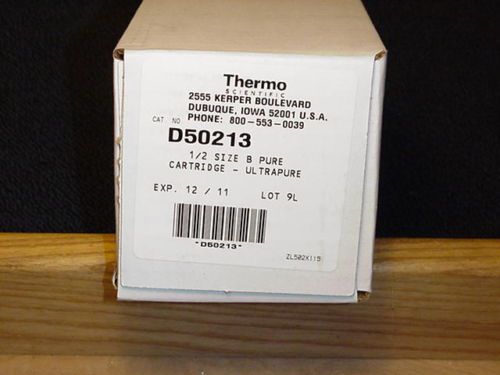 Thermo
SCIENTIFIC
2555 KERPER BOULEVARD
DUBUQUE, IOWA 52001 U.S.A.
PHONE: 800-553-0039
CAT. NO.
D50213
1/2 SIZE B PURE
CARTRIDGE - ULTRAPURE
EXP. 12 / 11 LOT 9L
*D50213*
ZL502X115